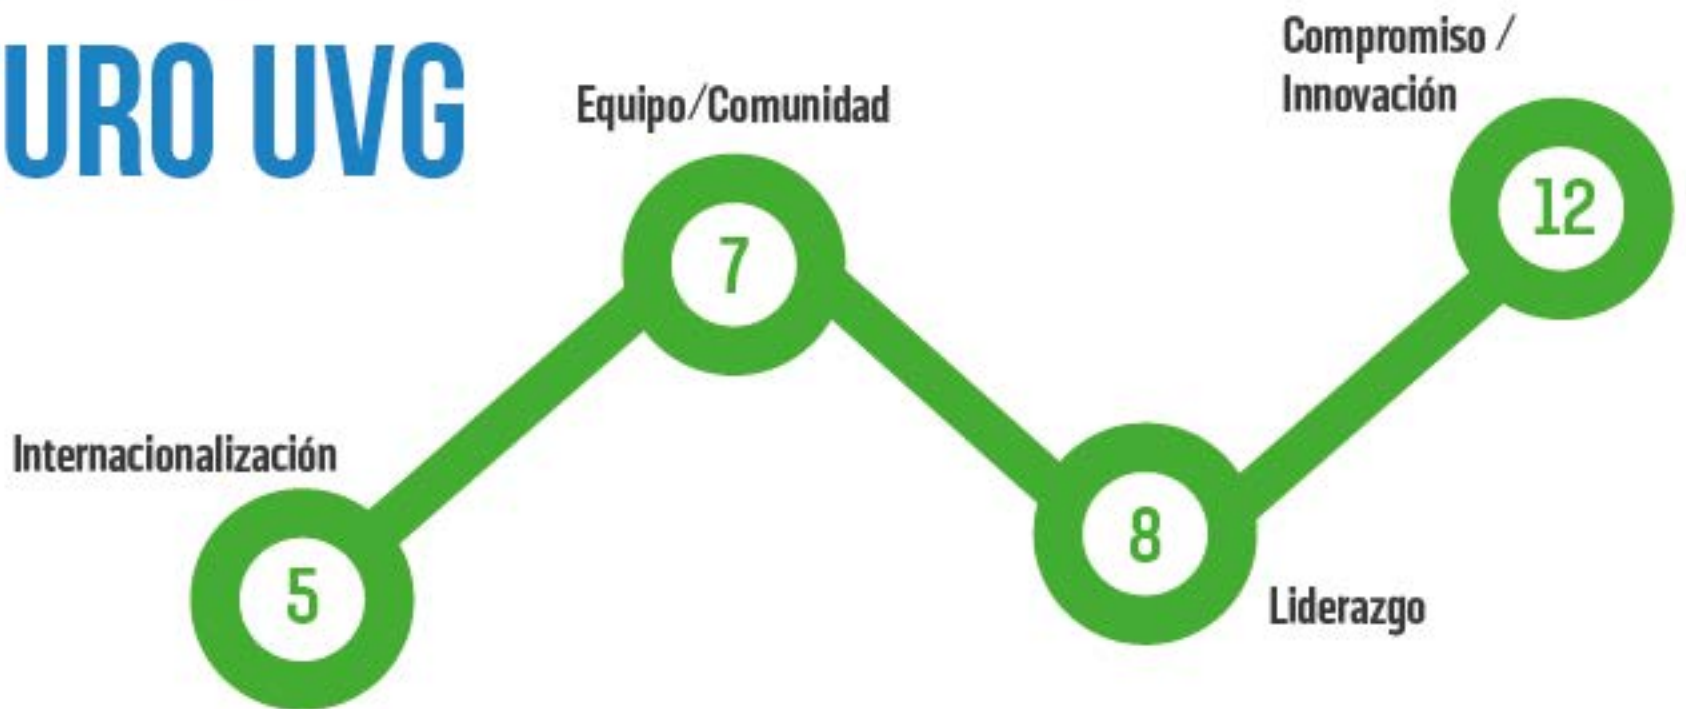 URO UVG
Compromiso /
Innovación
Equipo/Comunidad
12
7
Internacionalización
8
5
Liderazgo